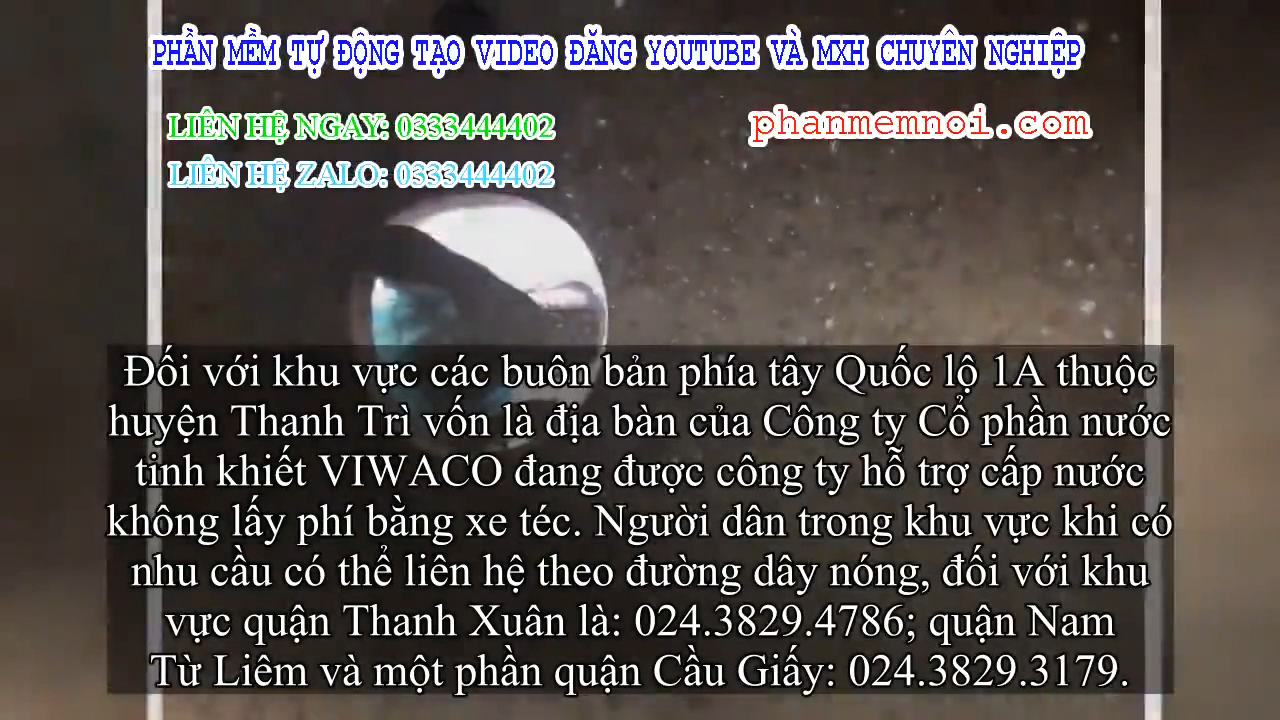 PHẦN MỀM TỰ ĐỘNG TẠO VIDEO ĐĂNG YOUTUBE VÀ MXH CHUYÊN NGHIỆP
LIÊN HỆ NGAY: 0333444402
phanmemnoi.com
LIÊN HỆ ZALO: 0333444402
Đối với khu vực các buôn bản phía tây Quốc lộ 1A thuộc
huyện Thanh Trì vốn là địa bàn của Công ty Cổ phần nước
tinh khiết VIWACO đang được công ty hỗ trợ cấp nước
không lấy phí bằng xe téc. Người dân trong khu vực khi có
nhu cầu có thể liên hệ theo đường dây nóng, đối với khu
vực quận Thanh Xuân là: 024.3829.4786; quận Nam
Từ Liêm và một phần quận Cầu Giấy: 024.3829.3179.